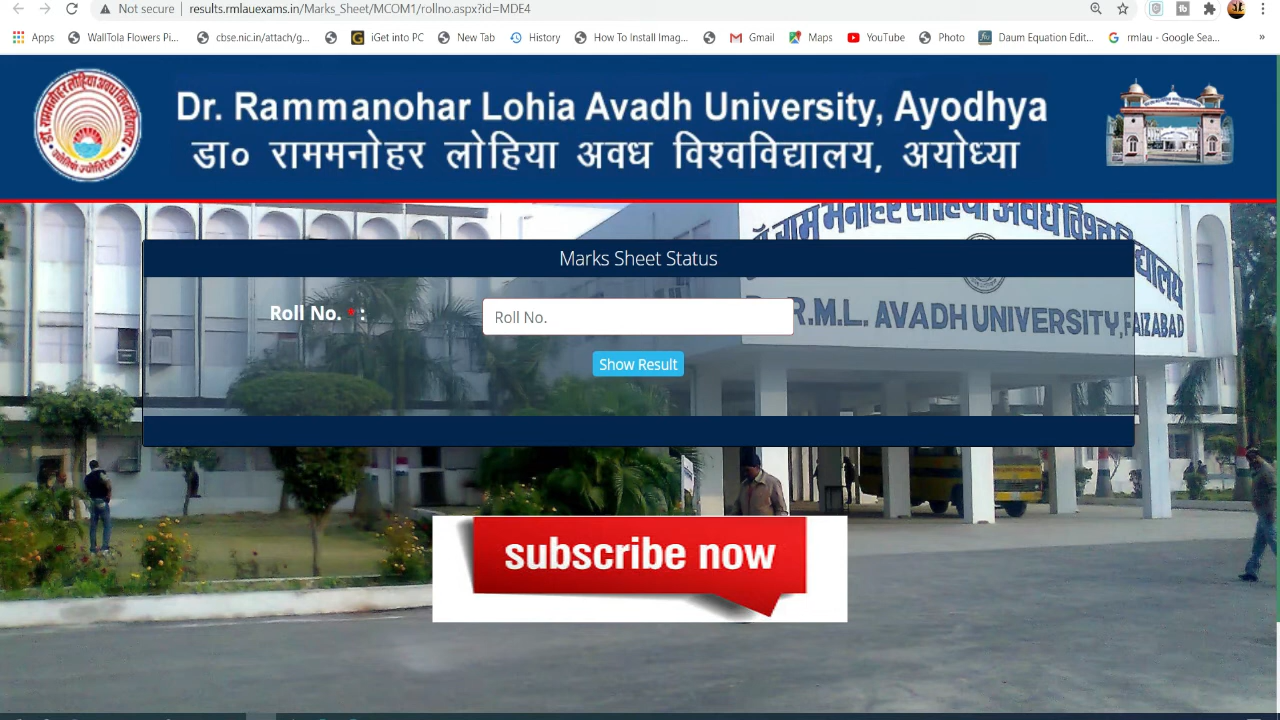 Not secure | results.rmlauexams.in/Marks_Sheet/MCOM1/rollno.aspx?id=MDE4
Apps WallTola Flowers Pi... cbse.nic.in/attach/g... iGet into PC New Tab History How To Install Imag... Gmail Maps YouTube Photo Daum Equation Edit... rmlau - Google Sea... »
Dr. Rammanohar Lohia Avadh University, Ayodhya
डा० राममनोहर लोहिया अवध विश्वविद्यालय, अयोध्या
Marks Sheet Status
Roll No. * :
Roll No.
R.M.L. AVADH UNIVERSITY, FAIZABAD
Show Result
subscribe now